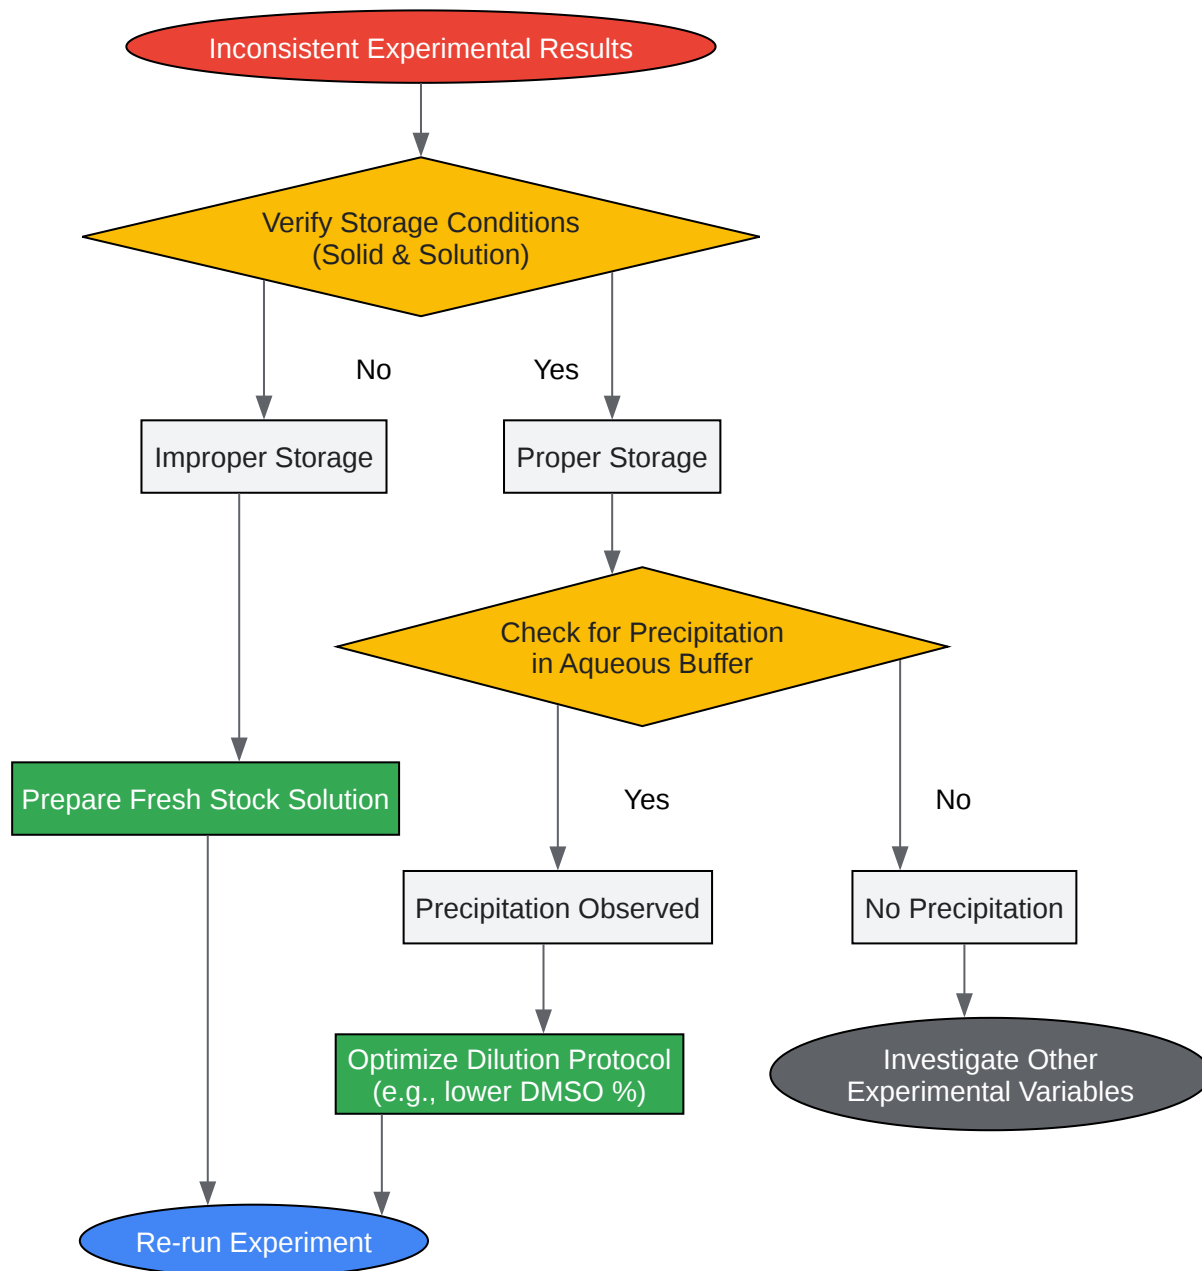 Inconsistent Experimental Results
Verify Storage Conditions
(Solid & Solution)
No
Yes
Improper Storage
Proper Storage
Check for Precipitation
in Aqueous Buffer
Prepare Fresh Stock Solution
Yes
No
Precipitation Observed
No Precipitation
Optimize Dilution Protocol
(e.g., lower DMSO %)
Investigate Other
Experimental Variables
Re-run Experiment